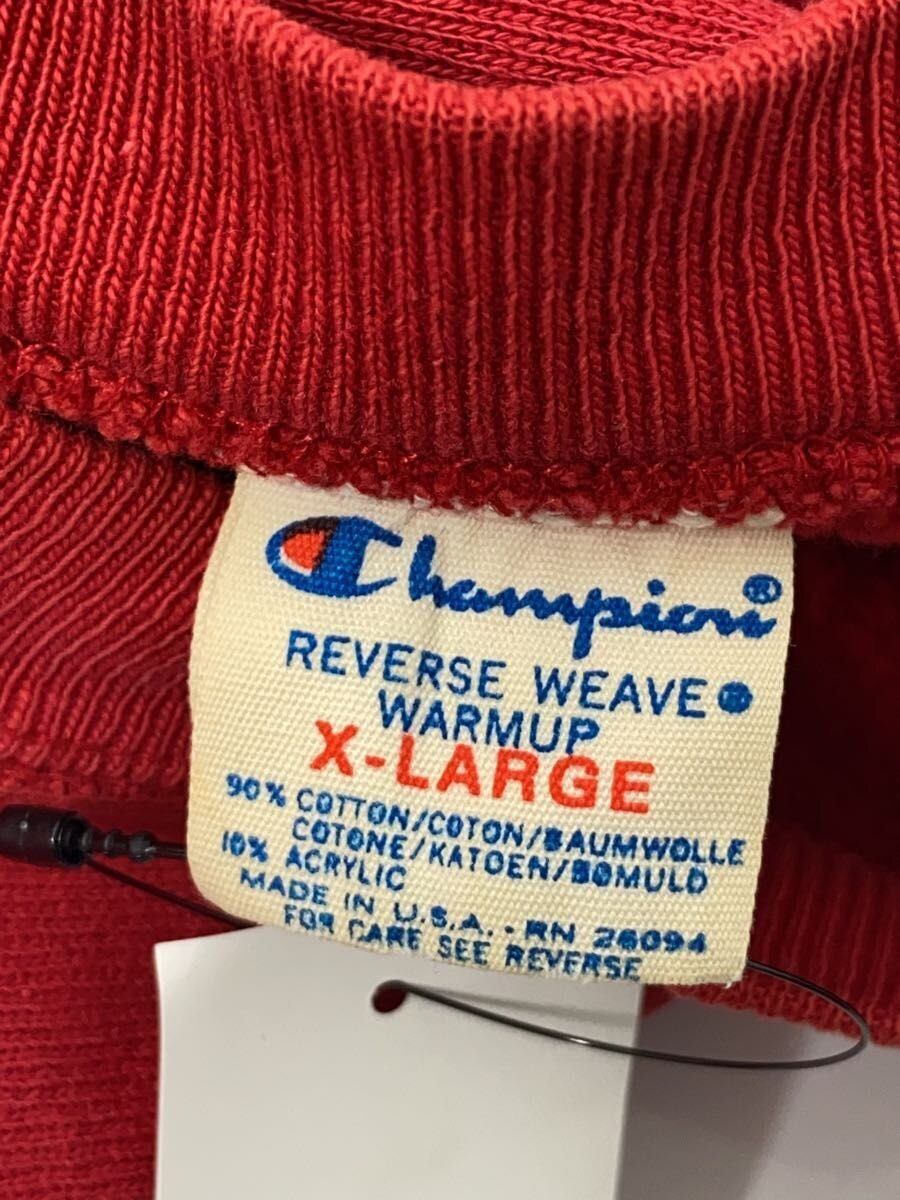 Champion®
REVERSE WEAVE®
WARMUP
X-LARGE
90% COTTON/COTON/BAUMWOLLE
COTONE/KATOEN/BOMULD
10% ACRYLIC
MADE IN U.S.A. · RN 26094
FOR CARE SEE REVERSE